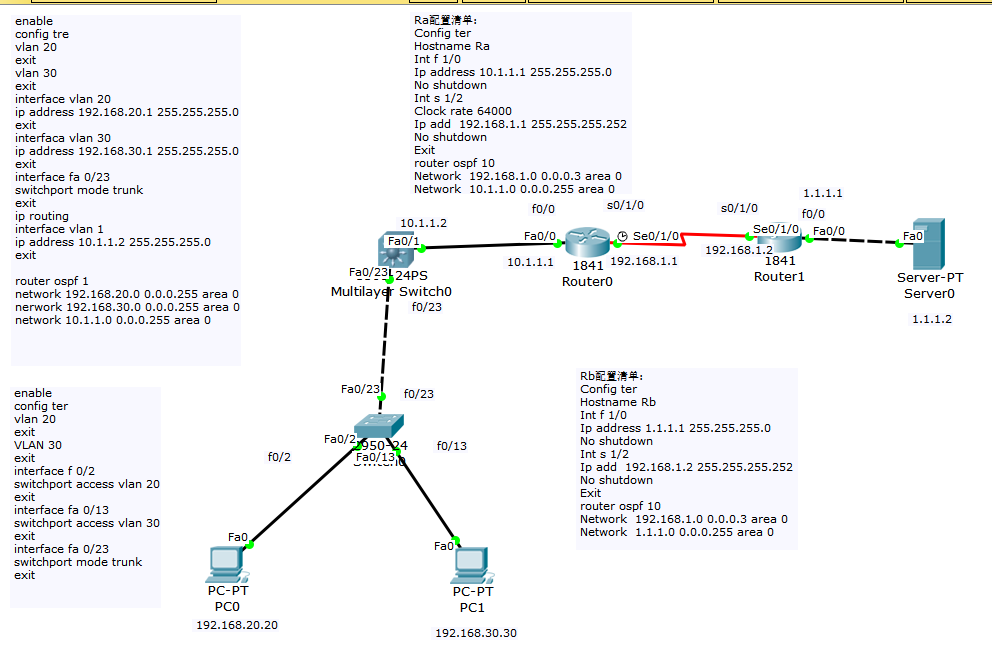 enable
config tre
vlan 20
exit
vlan 30
exit
interface vlan 20
ip address 192.168.20.1 255.255.255.0
exit
interfaca vlan 30
ip address 192.168.30.1 255.255.255.0
exit
interface fa 0/23
switchport mode trunk
exit
ip routing
interface vlan 1
ip address 10.1.1.2 255.255.255.0
exit
router ospf 1
network 192.168.20.0 0.0.0.255 area 0
nerwork 192.168.30.0 0.0.0.255 area 0
network 10.1.1.0 0.0.0.255 area 0
Ra配置清单：
Config ter
Hostname Ra
Int f 1/0
Ip address 10.1.1.1 255.255.255.0
No shutdown
Int s 1/2
Clock rate 64000
Ip add 192.168.1.1 255.255.255.252
No shutdown
Exit
router ospf 10
Network 192.168.1.0 0.0.0.3 area 0
Network 10.1.1.0 0.0.0.255 area 0
10.1.1.2
Fa0/1
Fa0/23
24PS
Multilayer Switch0
f0/23
f0/0
Fa0/0
10.1.1.1
1841
Router0
s0/1/0
Se0/1/0
192.168.1.1
s0/1/0
Se0/1/0
192.168.1.2
1841
Router1
1.1.1.1
f0/0
Fa0/0
Fa0
Server-PT
Server0
1.1.1.2
Fa0/23
f0/23
Fa0/2
950-24
Fa0/13
Switch0
f0/2
f0/13
Fa0
PC-PT
PC0
192.168.20.20
Fa0
PC-PT
PC1
192.168.30.30
enable
config ter
vlan 20
exit
VLAN 30
exit
interface f 0/2
switchport access vlan 20
exit
interface fa 0/13
switchport access vlan 30
exit
interface fa 0/23
switchport mode trunk
exit
Rb配置清单：
Config ter
Hostname Rb
Int f 1/0
Ip address 1.1.1.1 255.255.255.0
No shutdown
Int s 1/2
Ip add 192.168.1.2 255.255.255.252
No shutdown
Exit
router ospf 10
Network 192.168.1.0 0.0.0.3 area 0
Network 1.1.1.0 0.0.0.255 area 0